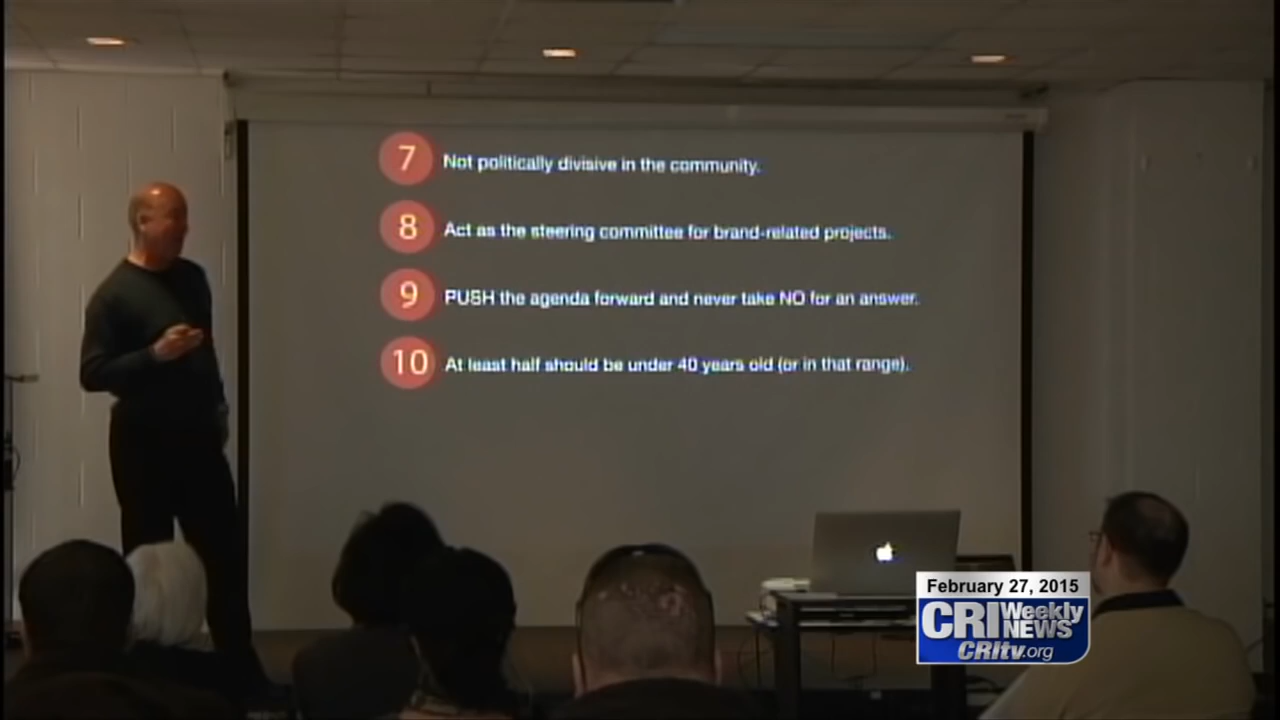 7 Not politically divisive in the community.
8 Act as the steering committee for brand-related projects.
9 PUSH the agenda forward and never take NO for an answer.
10 At least half should be under 40 years old (or in that range).
February 27, 2015
CRI Weekly NEWS
CRItv.org